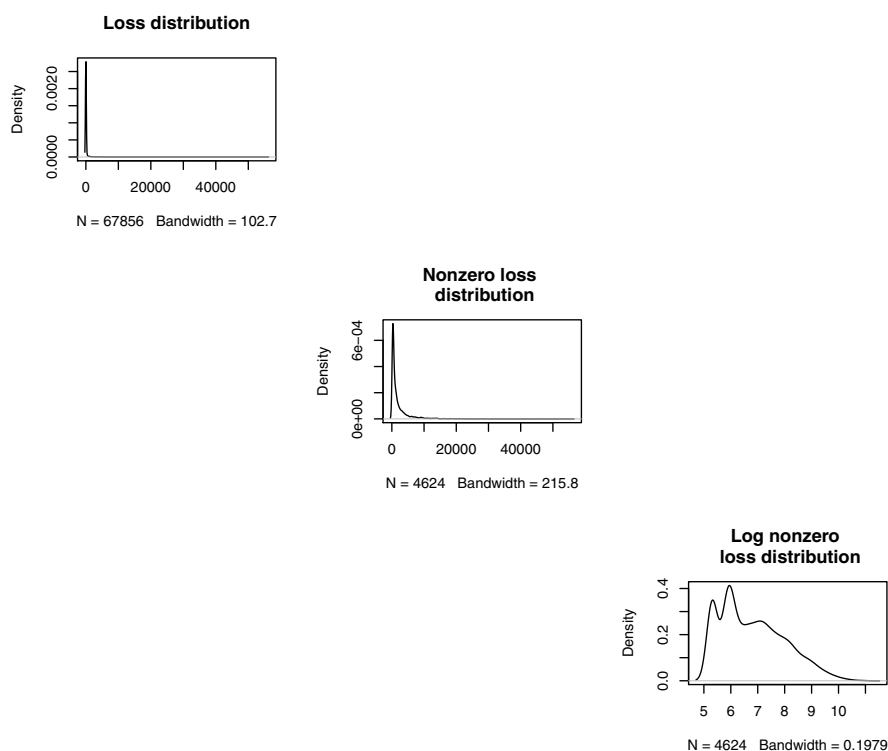 Loss distribution
Density
0.0020
0.0000
0 20000 40000
N = 67856 Bandwidth = 102.7
Nonzero loss
distribution
Density
6e−04
0e+00
0 20000 40000
N = 4624 Bandwidth = 215.8
Log nonzero
loss distribution
Density
0.4
0.2
0.0
5 6 7 8 9 10
N = 4624 Bandwidth = 0.1979